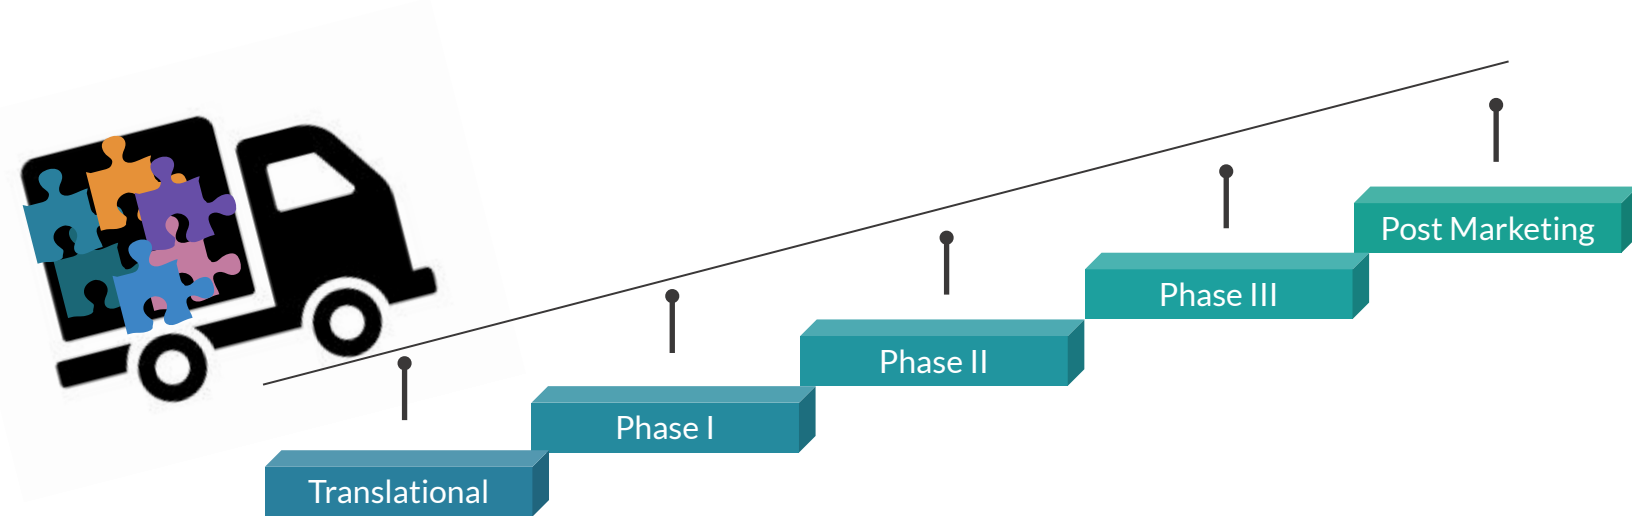 Translational
Phase I
Phase II
Phase III
Post Marketing